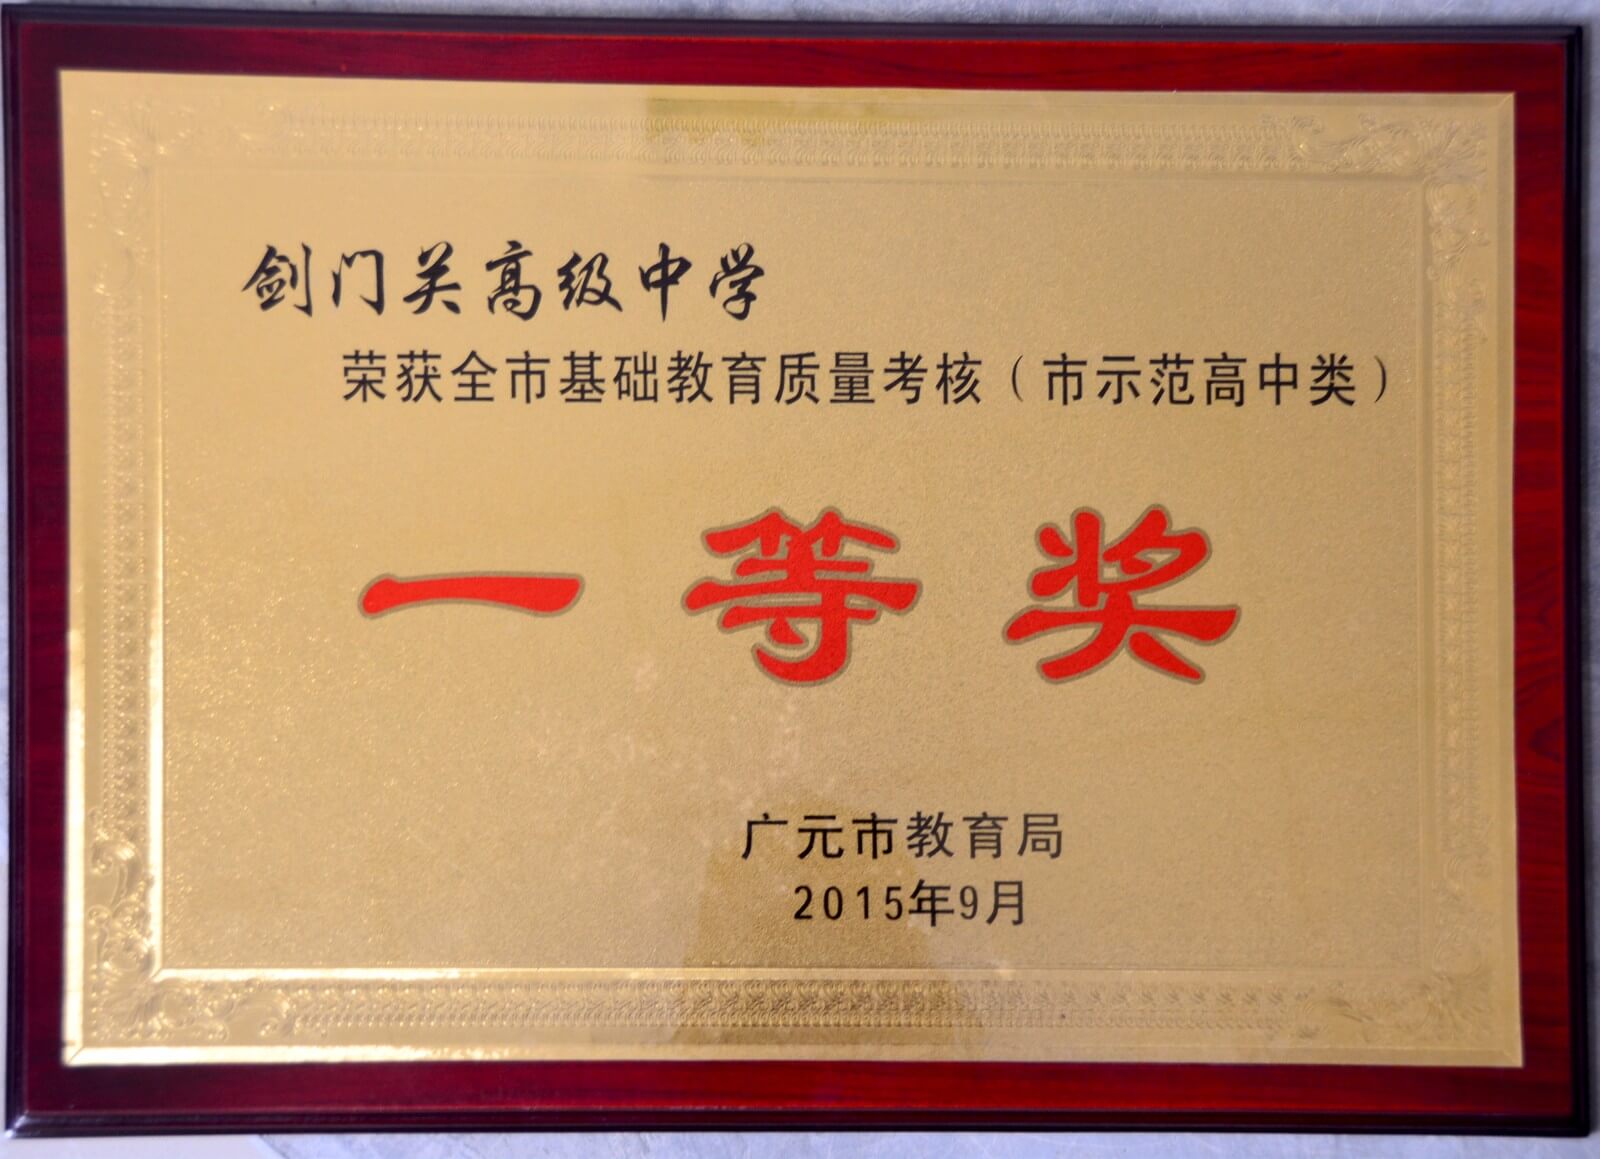 剑门关高级中学
荣获全市基础教育质量考核（市示范高中类）
一等奖
广元市教育局
2015年9月